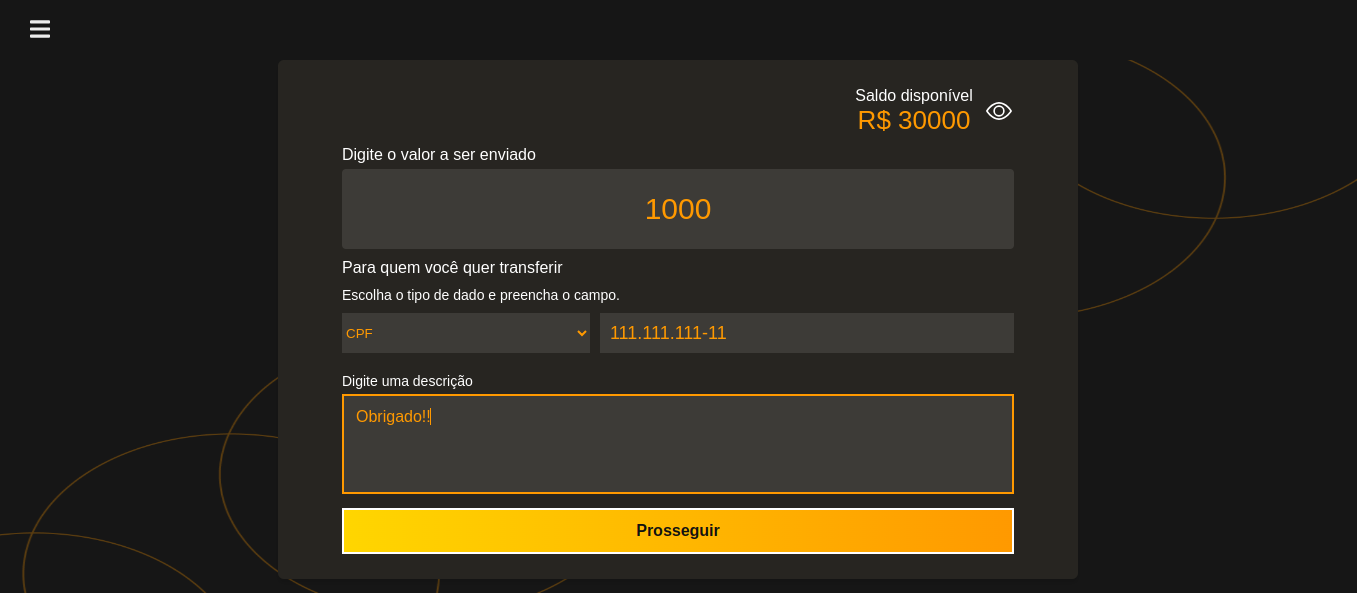 Saldo disponível
R$ 30000
Digite o valor a ser enviado
1000
Para quem você quer transferir
Escolha o tipo de dado e preencha o campo.
CPF 111.111.111-11
Digite uma descrição
Obrigado!!
Prosseguir